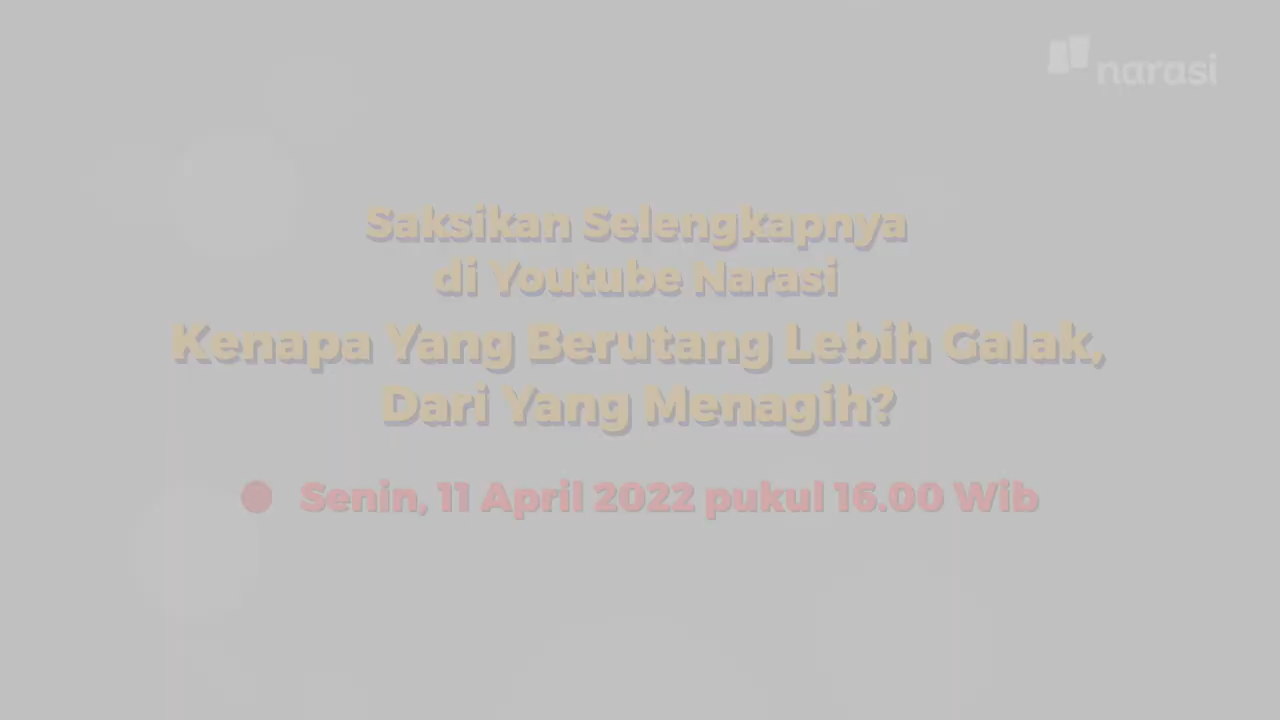 narasi
Saksikan Selengkapnya
di Youtube Narasi
Kenapa Yang Berutang Lebih Galak,
Dari Yang Menagih?
Senin, 11 April 2022 pukul 16.00 Wib